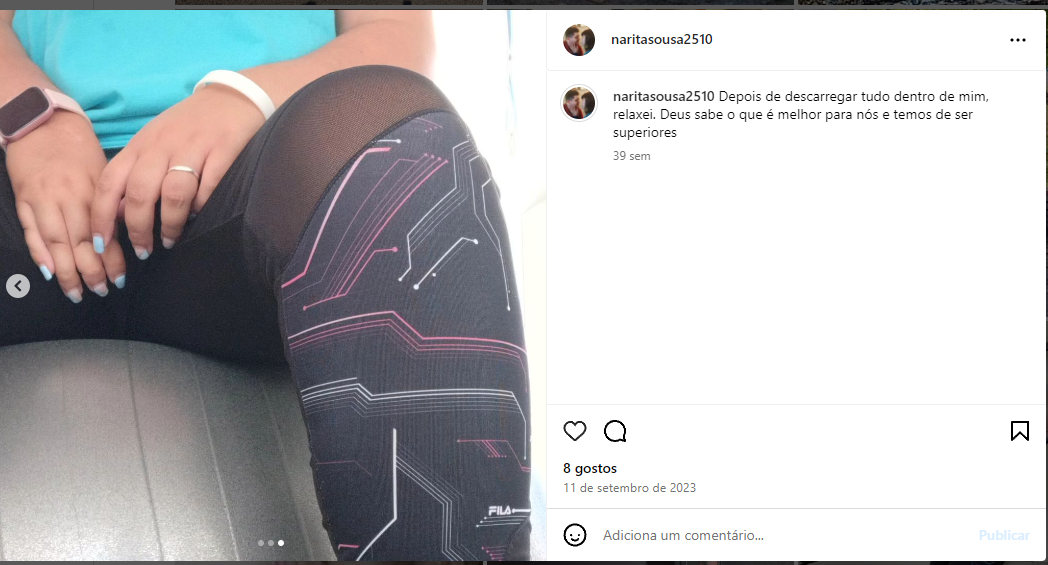 naritasousa2510
naritasousa2510 Depois de descarregar tudo dentro de mim,
relaxei. Deus sabe o que é melhor para nós e temos de ser
superiores
39 sem
FILA
8 gostos
11 de setembro de 2023
Adiciona um comentário...
Publicar